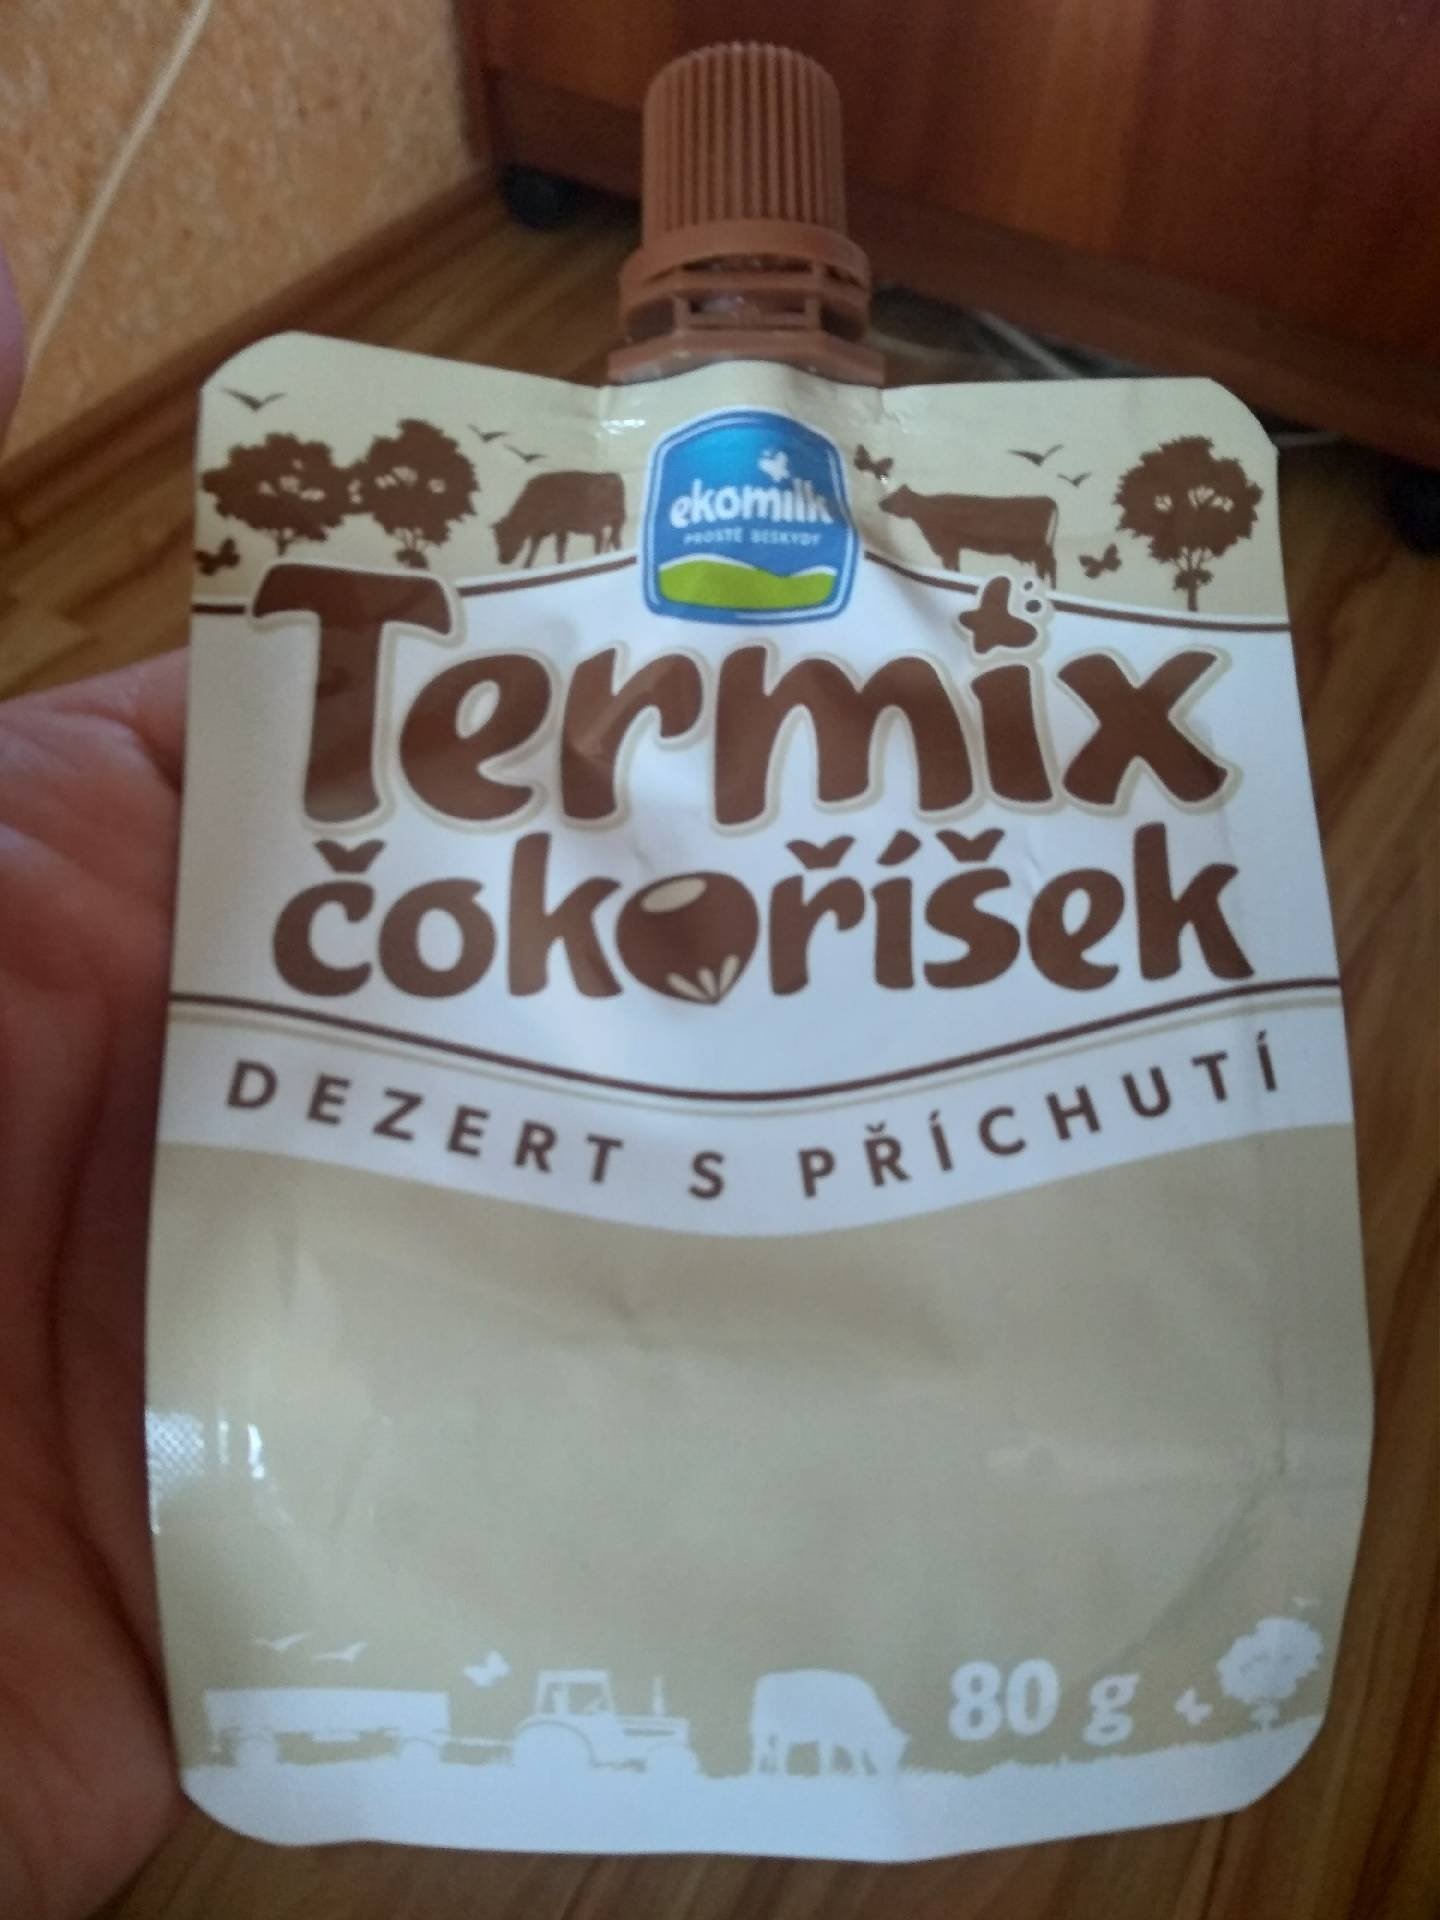 ekomilk
PROSTĚ BESKYDY
Termix
čokoříšek
DEZERT S PŘÍCHUTÍ
80 g